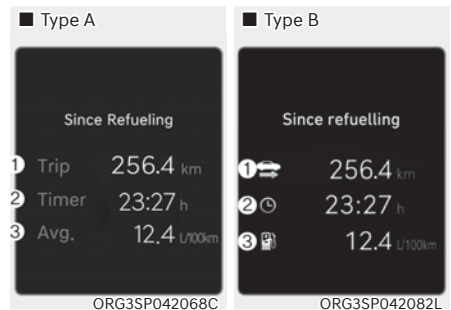 ■ Type A
Since Refueling
1 Trip 256.4 km
2 Timer 23:27 h
3 Avg. 12.4 L/100km
ORG3SP042068C
■ Type B
Since refuelling
1 256.4 km
2 23:27 h
3 12.4 L/100km
ORG3SP042082L